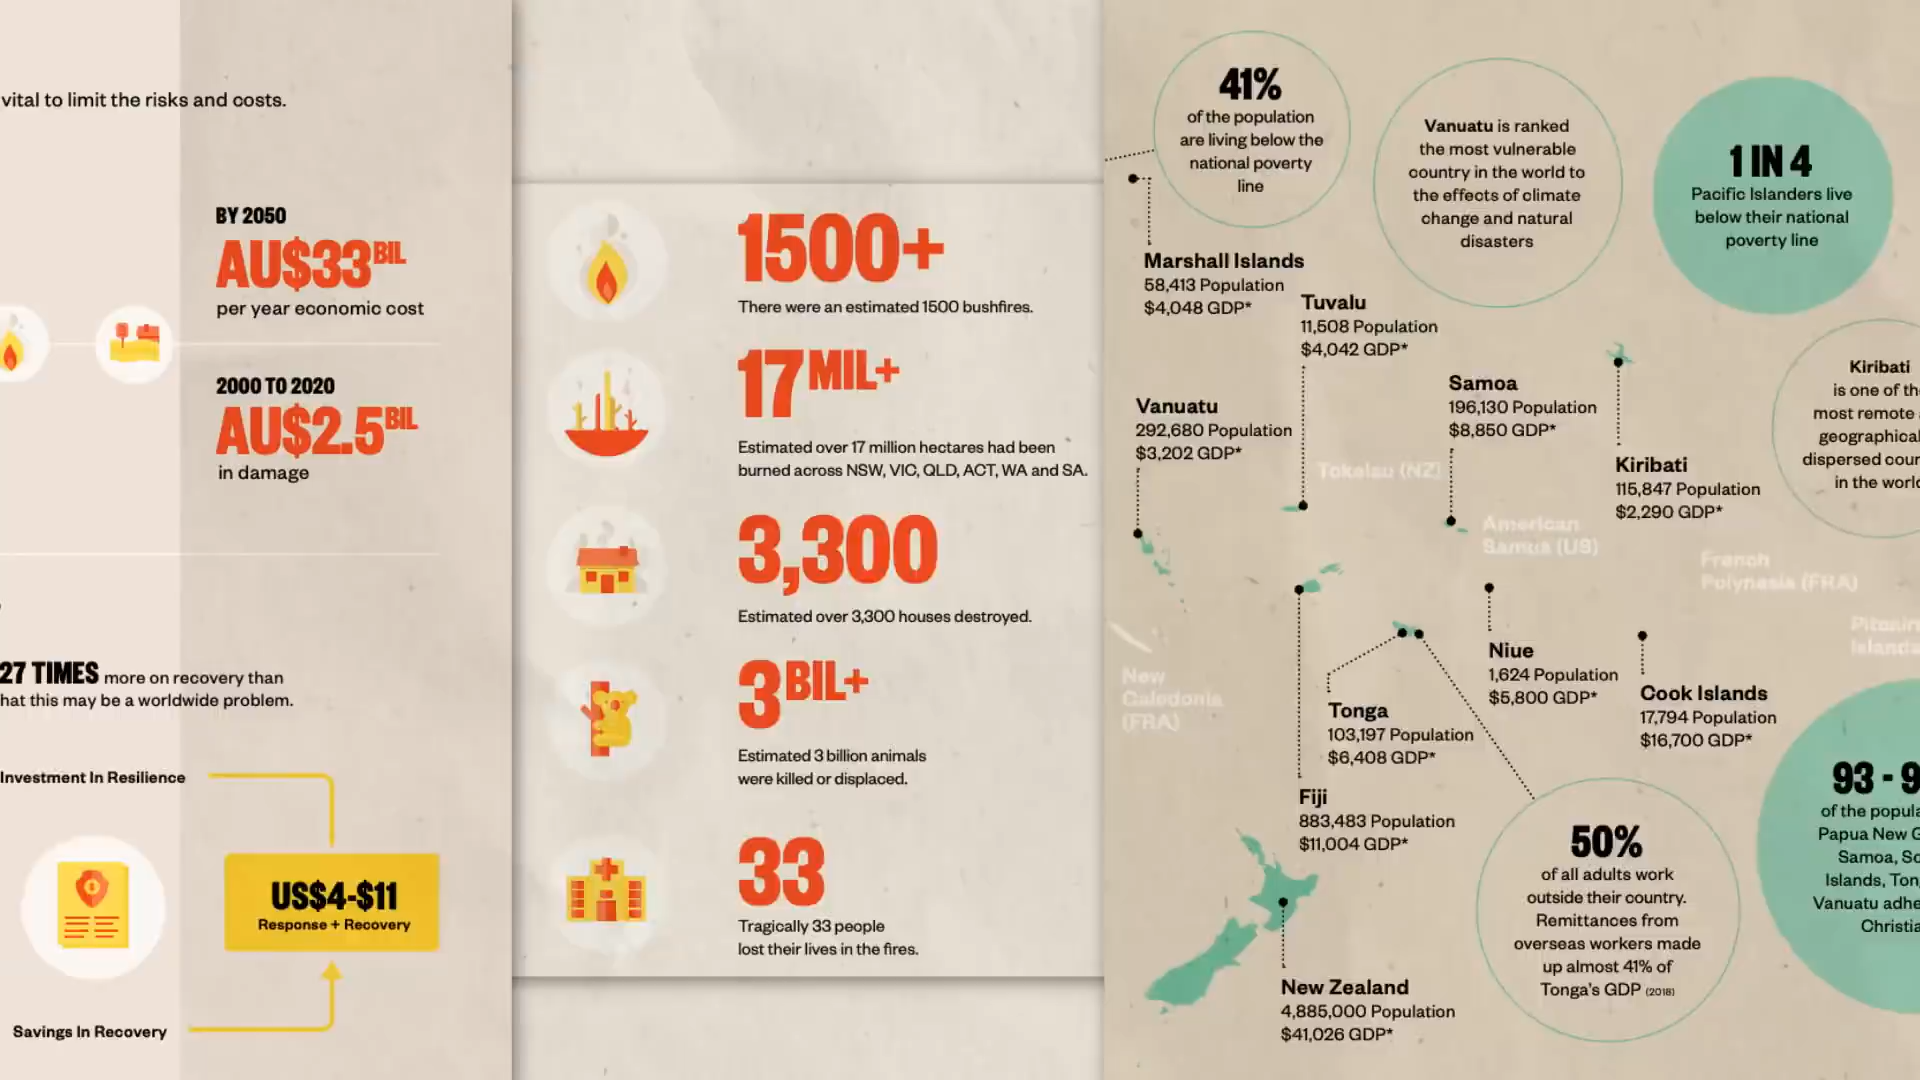 vital to limit the risks and costs.
BY 2050
AU$33BIL
per year economic cost
2000 TO 2020
AU$2.5BIL
in damage
27 TIMES more on recovery than
hat this may be a worldwide problem.
Investment In Resilience
US$4-$11
Response + Recovery
Savings In Recovery
1500+
There were an estimated 1500 bushfires.
17MIL+
Estimated over 17 million hectares had been
burned across NSW, VIC, QLD, ACT, WA and SA.
3,300
Estimated over 3,300 houses destroyed.
3BIL+
Estimated 3 billion animals
were killed or displaced.
33
Tragically 33 people
lost their lives in the fires.
41%
of the population
are living below the
national poverty
line
Vanuatu is ranked
the most vulnerable
country in the world to
the effects of climate
change and natural
disasters
1 IN 4
Pacific Islanders live
below their national
poverty line
Marshall Islands
58,413 Population
$4,048 GDP*
Tuvalu
11,508 Population
$4,042 GDP*
Vanuatu
292,680 Population
$3,202 GDP*
Samoa
196,130 Population
$8,850 GDP*
Kiribati
115,847 Population
$2,290 GDP*
Kiribati
is one of th
most remote
geographical
dispersed cour
in the world
Tokelau (NZ)
American
Samua (US)
French
Polynesia (FRA)
New
Caledonia
(FRA)
Niue
1,624 Population
$5,800 GDP*
Cook Islands
17,794 Population
$16,700 GDP*
Tonga
103,197 Population
$6,408 GDP*
Fiji
883,483 Population
$11,004 GDP*
50%
of all adults work
outside their country.
Remittances from
overseas workers made
up almost 41% of
Tonga's GDP (2018)
93 - 9
of the popula
Papua New G
Samoa, So
Islands, Ton
Vanuatu adhe
Christia
New Zealand
4,885,000 Population
$41,026 GDP*